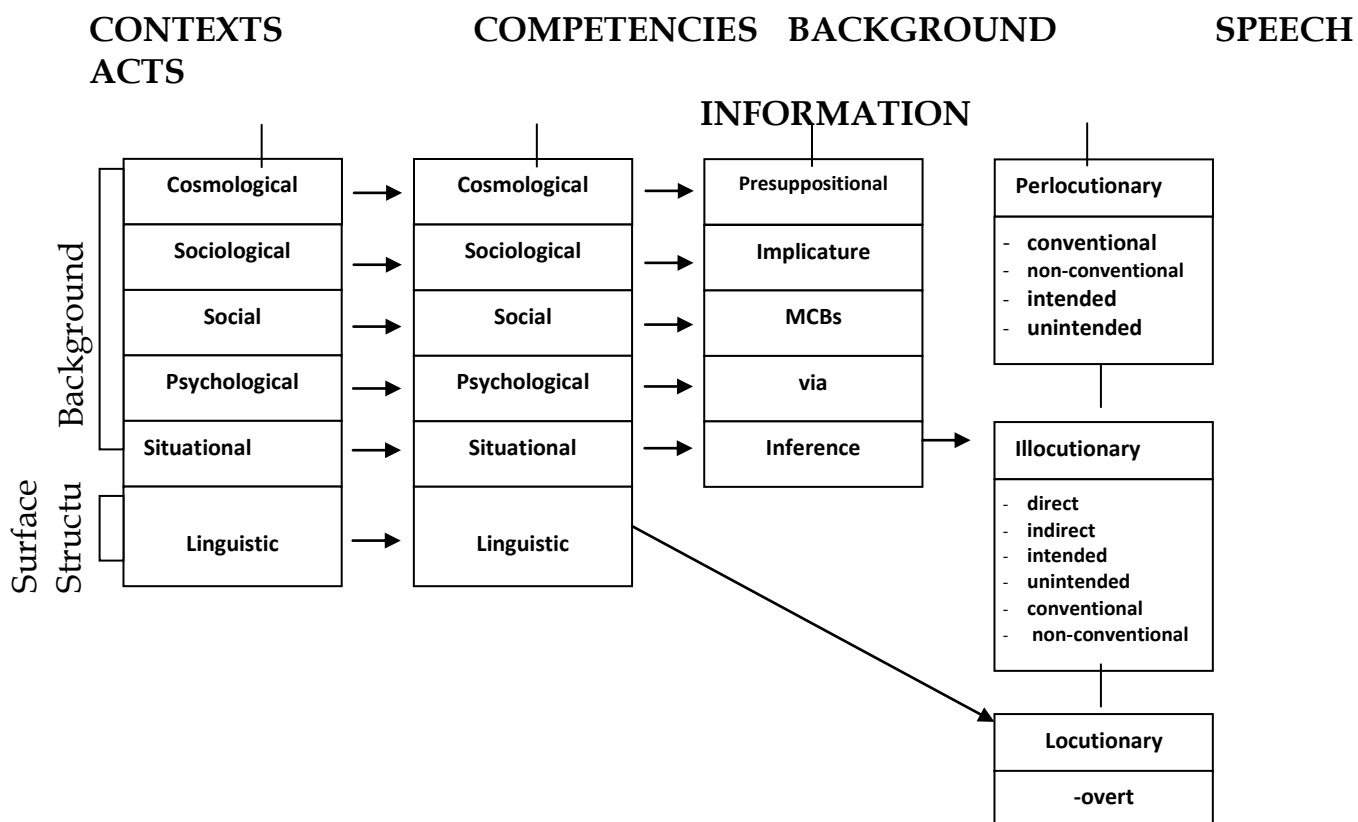 CONTEXTS COMPETENCIES BACKGROUND SPEECH
ACTS
INFORMATION
Background
Surface
Structu
Cosmological
Sociological
Social
Psychological
Situational
Linguistic
Cosmological
Sociological
Social
Psychological
Situational
Linguistic
Presuppositional
Implicature
MCBs
via
Inference
Perlocutionary
- conventional
- non-conventional
- intended
- unintended
Illocutionary
- direct
- indirect
- intended
- unintended
- conventional
- non-conventional
Locutionary
-overt